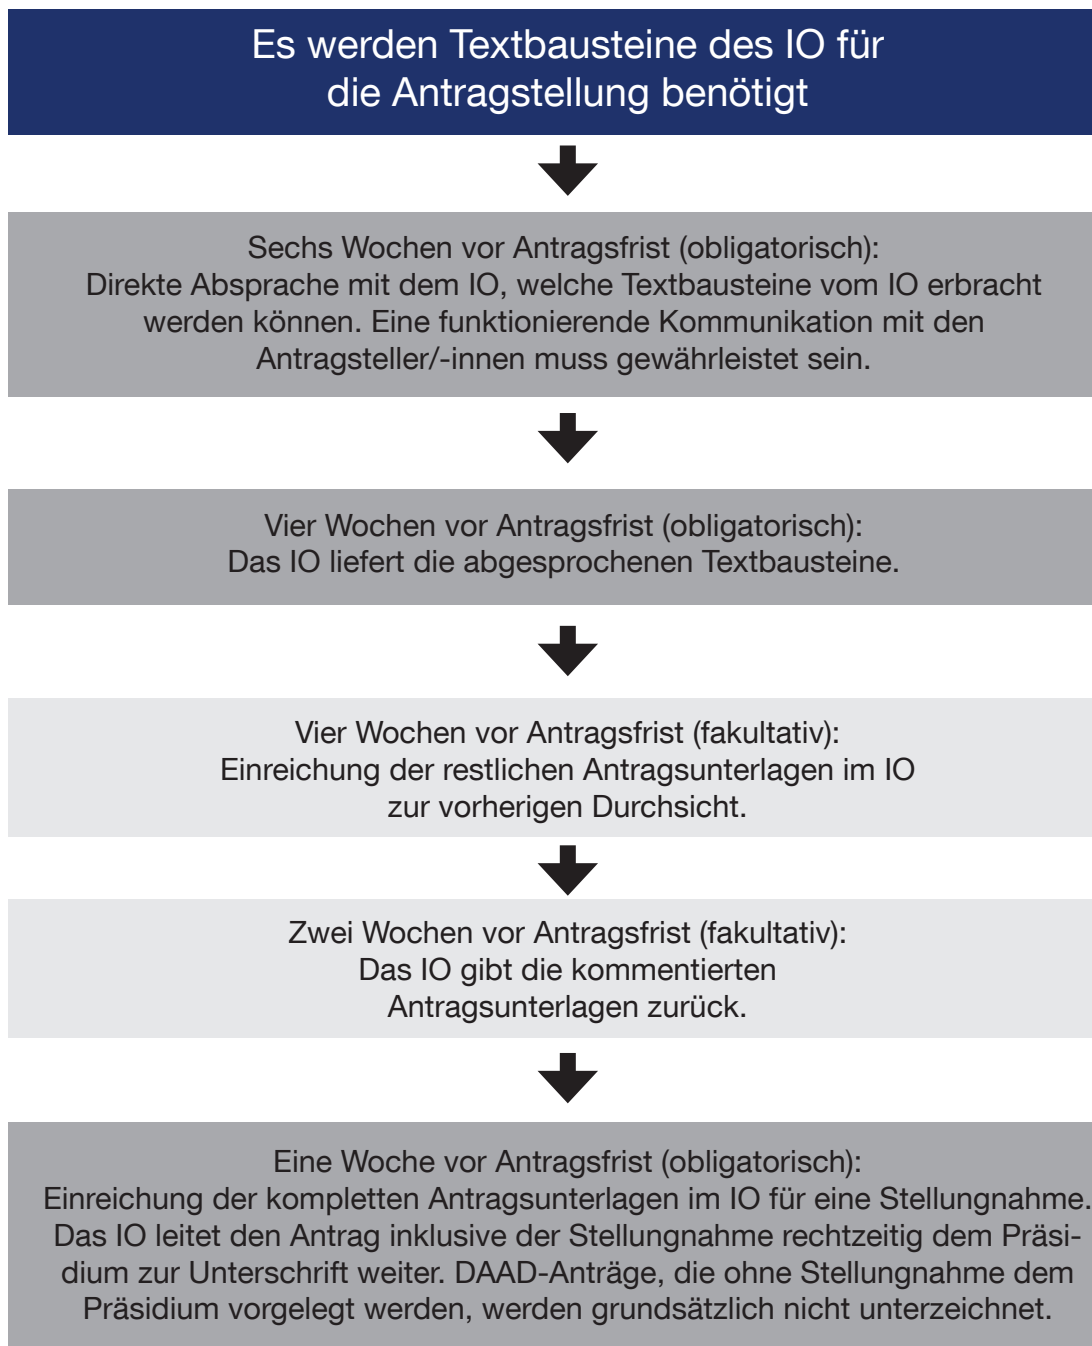 Es werden Textbausteine des IO für
die Antragstellung benötigt
Sechs Wochen vor Antragsfrist (obligatorisch):
Direkte Absprache mit dem IO, welche Textbausteine vom IO erbracht
werden können. Eine funktionierende Kommunikation mit den
Antragsteller/-innen muss gewährleistet sein.
Vier Wochen vor Antragsfrist (obligatorisch):
Das IO liefert die abgesprochenen Textbausteine.
Vier Wochen vor Antragsfrist (fakultativ):
Einreichung der restlichen Antragsunterlagen im IO
zur vorherigen Durchsicht.
Zwei Wochen vor Antragsfrist (fakultativ):
Das IO gibt die kommentierten
Antragsunterlagen zurück.
Eine Woche vor Antragsfrist (obligatorisch):
Einreichung der kompletten Antragsunterlagen im IO für eine Stellungnahme.
Das IO leitet den Antrag inklusive der Stellungnahme rechtzeitig dem Präsi-
dium zur Unterschrift weiter. DAAD-Anträge, die ohne Stellungnahme dem
Präsidium vorgelegt werden, werden grundsätzlich nicht unterzeichnet.